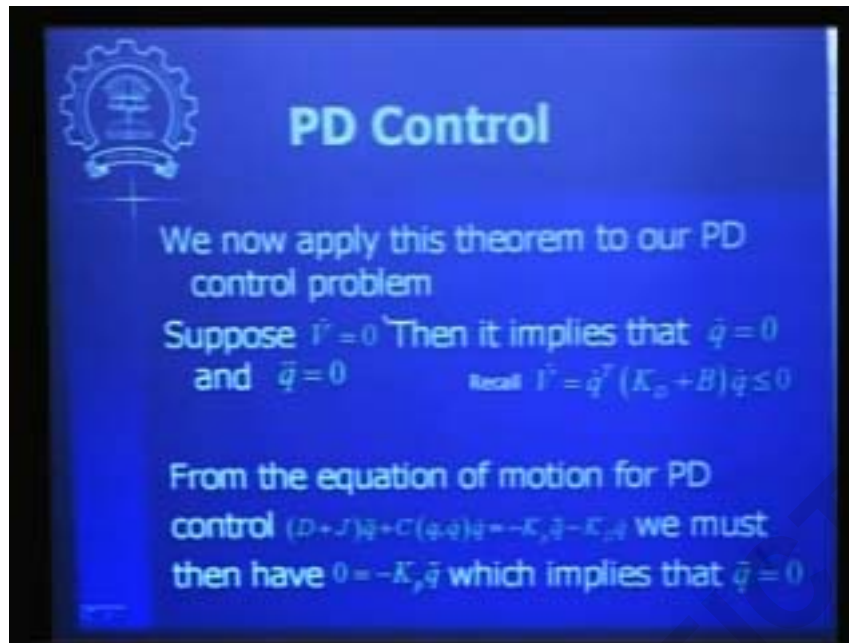 PD Control
We now apply this theorem to our PD
control problem
Suppose V̇ = 0 Then it implies that q̇ = 0
and q̈ = 0 Recall V̇ = q̇ᵀ (K_D + B) q̇ ≤ 0
From the equation of motion for PD
control (D+J)q̈+C(q,q̇)q̇=-K_p q̃-K_D q̇ we must
then have 0 = -K_p q̃ which implies that q̃ = 0